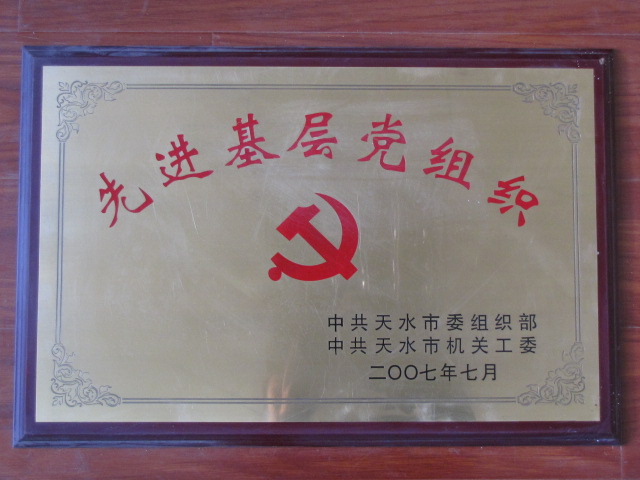 先进基层党组织
中共天水市委组织部
中共天水市机关工委
二〇〇七年七月